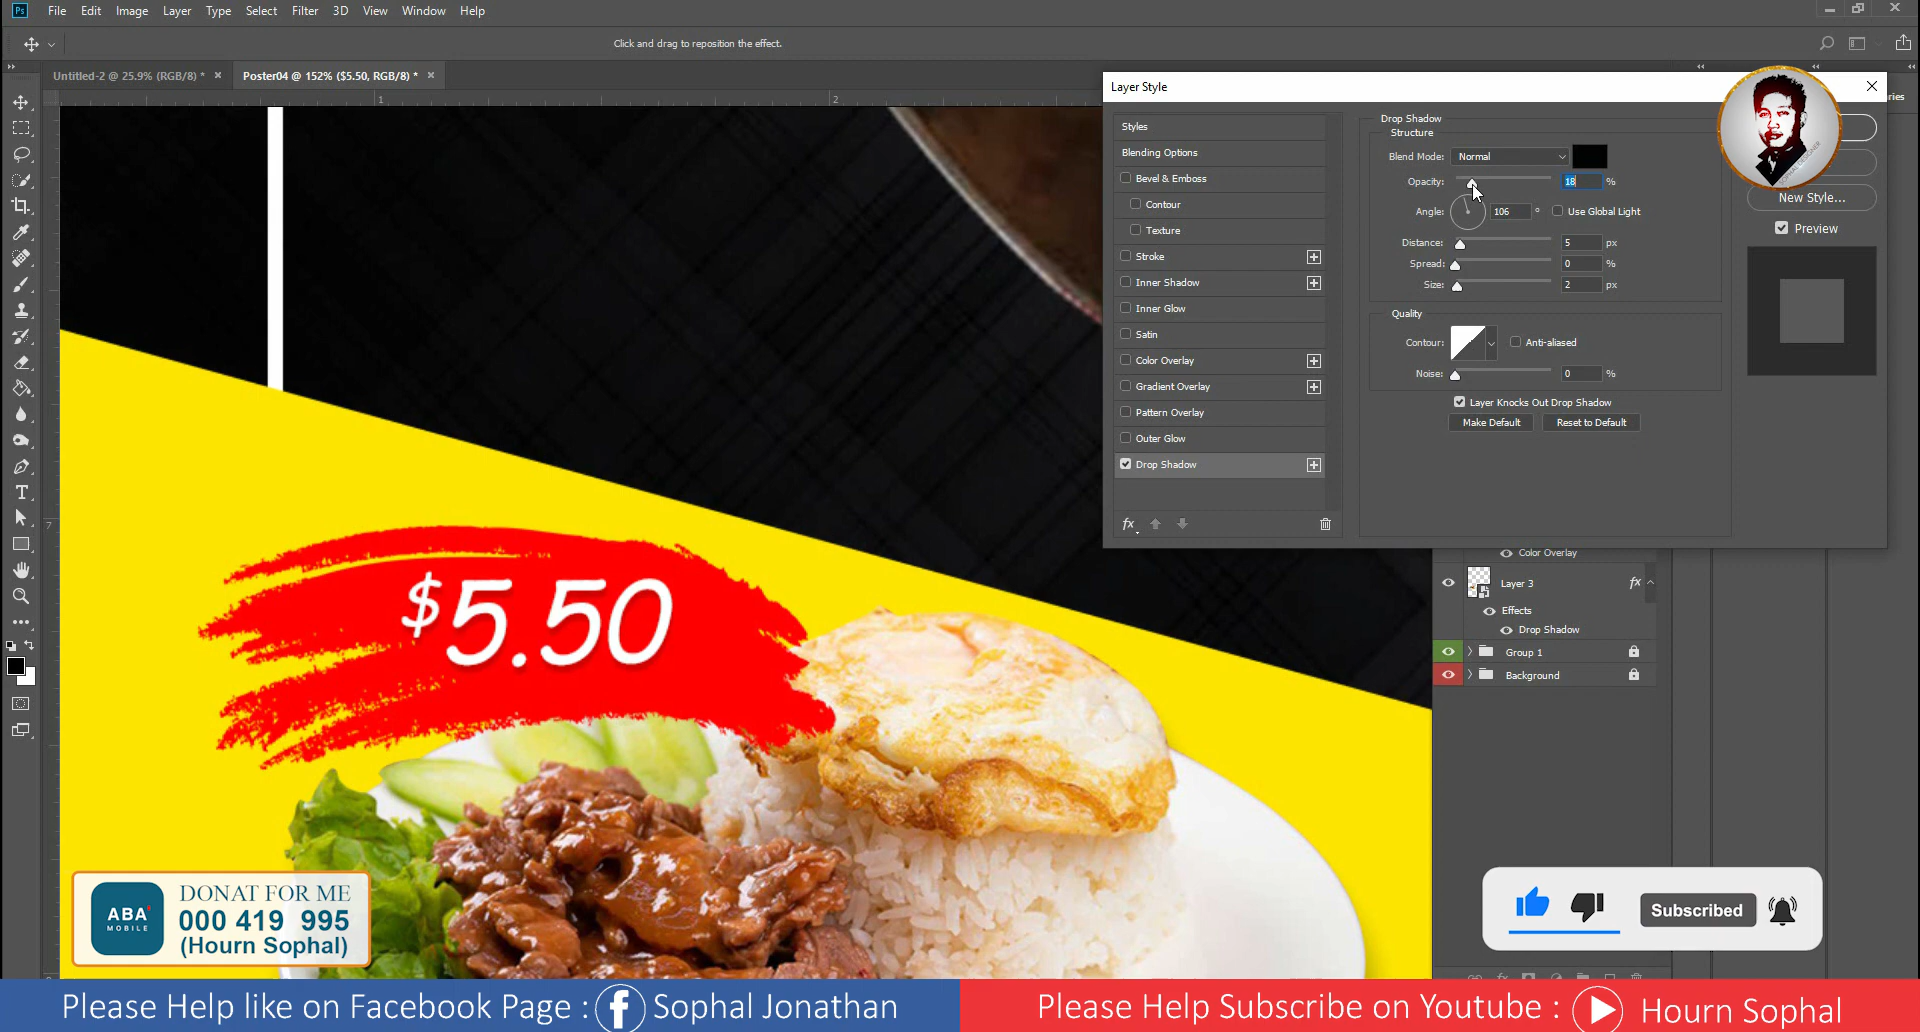 Ps File Edit Image Layer Type Select Filter 3D View Window Help
Click and drag to reposition the effect.
Untitled-2 @ 25.9% (RGB/8) * × Poster04 @ 152% ($5.50, RGB/8) * ×
1 2
7
Layer Style
Styles
Blending Options
Bevel & Emboss
Contour
Texture
Stroke
Inner Shadow
Inner Glow
Satin
Color Overlay
Gradient Overlay
Pattern Overlay
Outer Glow
Drop Shadow
fx
Drop Shadow
Structure
Blend Mode: Normal
Opacity: 18 %
Angle: 106 ° Use Global Light
Distance: 5 px
Spread: 0 %
Size: 2 px
Quality
Contour: Anti-aliased
Noise: 0 %
Layer Knocks Out Drop Shadow
Make Default Reset to Default
New Style...
Preview
ries
Color Overlay
Layer 3 fx
Effects
Drop Shadow
Group 1
Background
$5.50
ABA'
MOBILE
DONAT FOR ME
000 419 995
(Hourn Sophal)
Subscribed
Please Help like on Facebook Page : f Sophal Jonathan
Please Help Subscribe on Youtube : Hourn Sophal